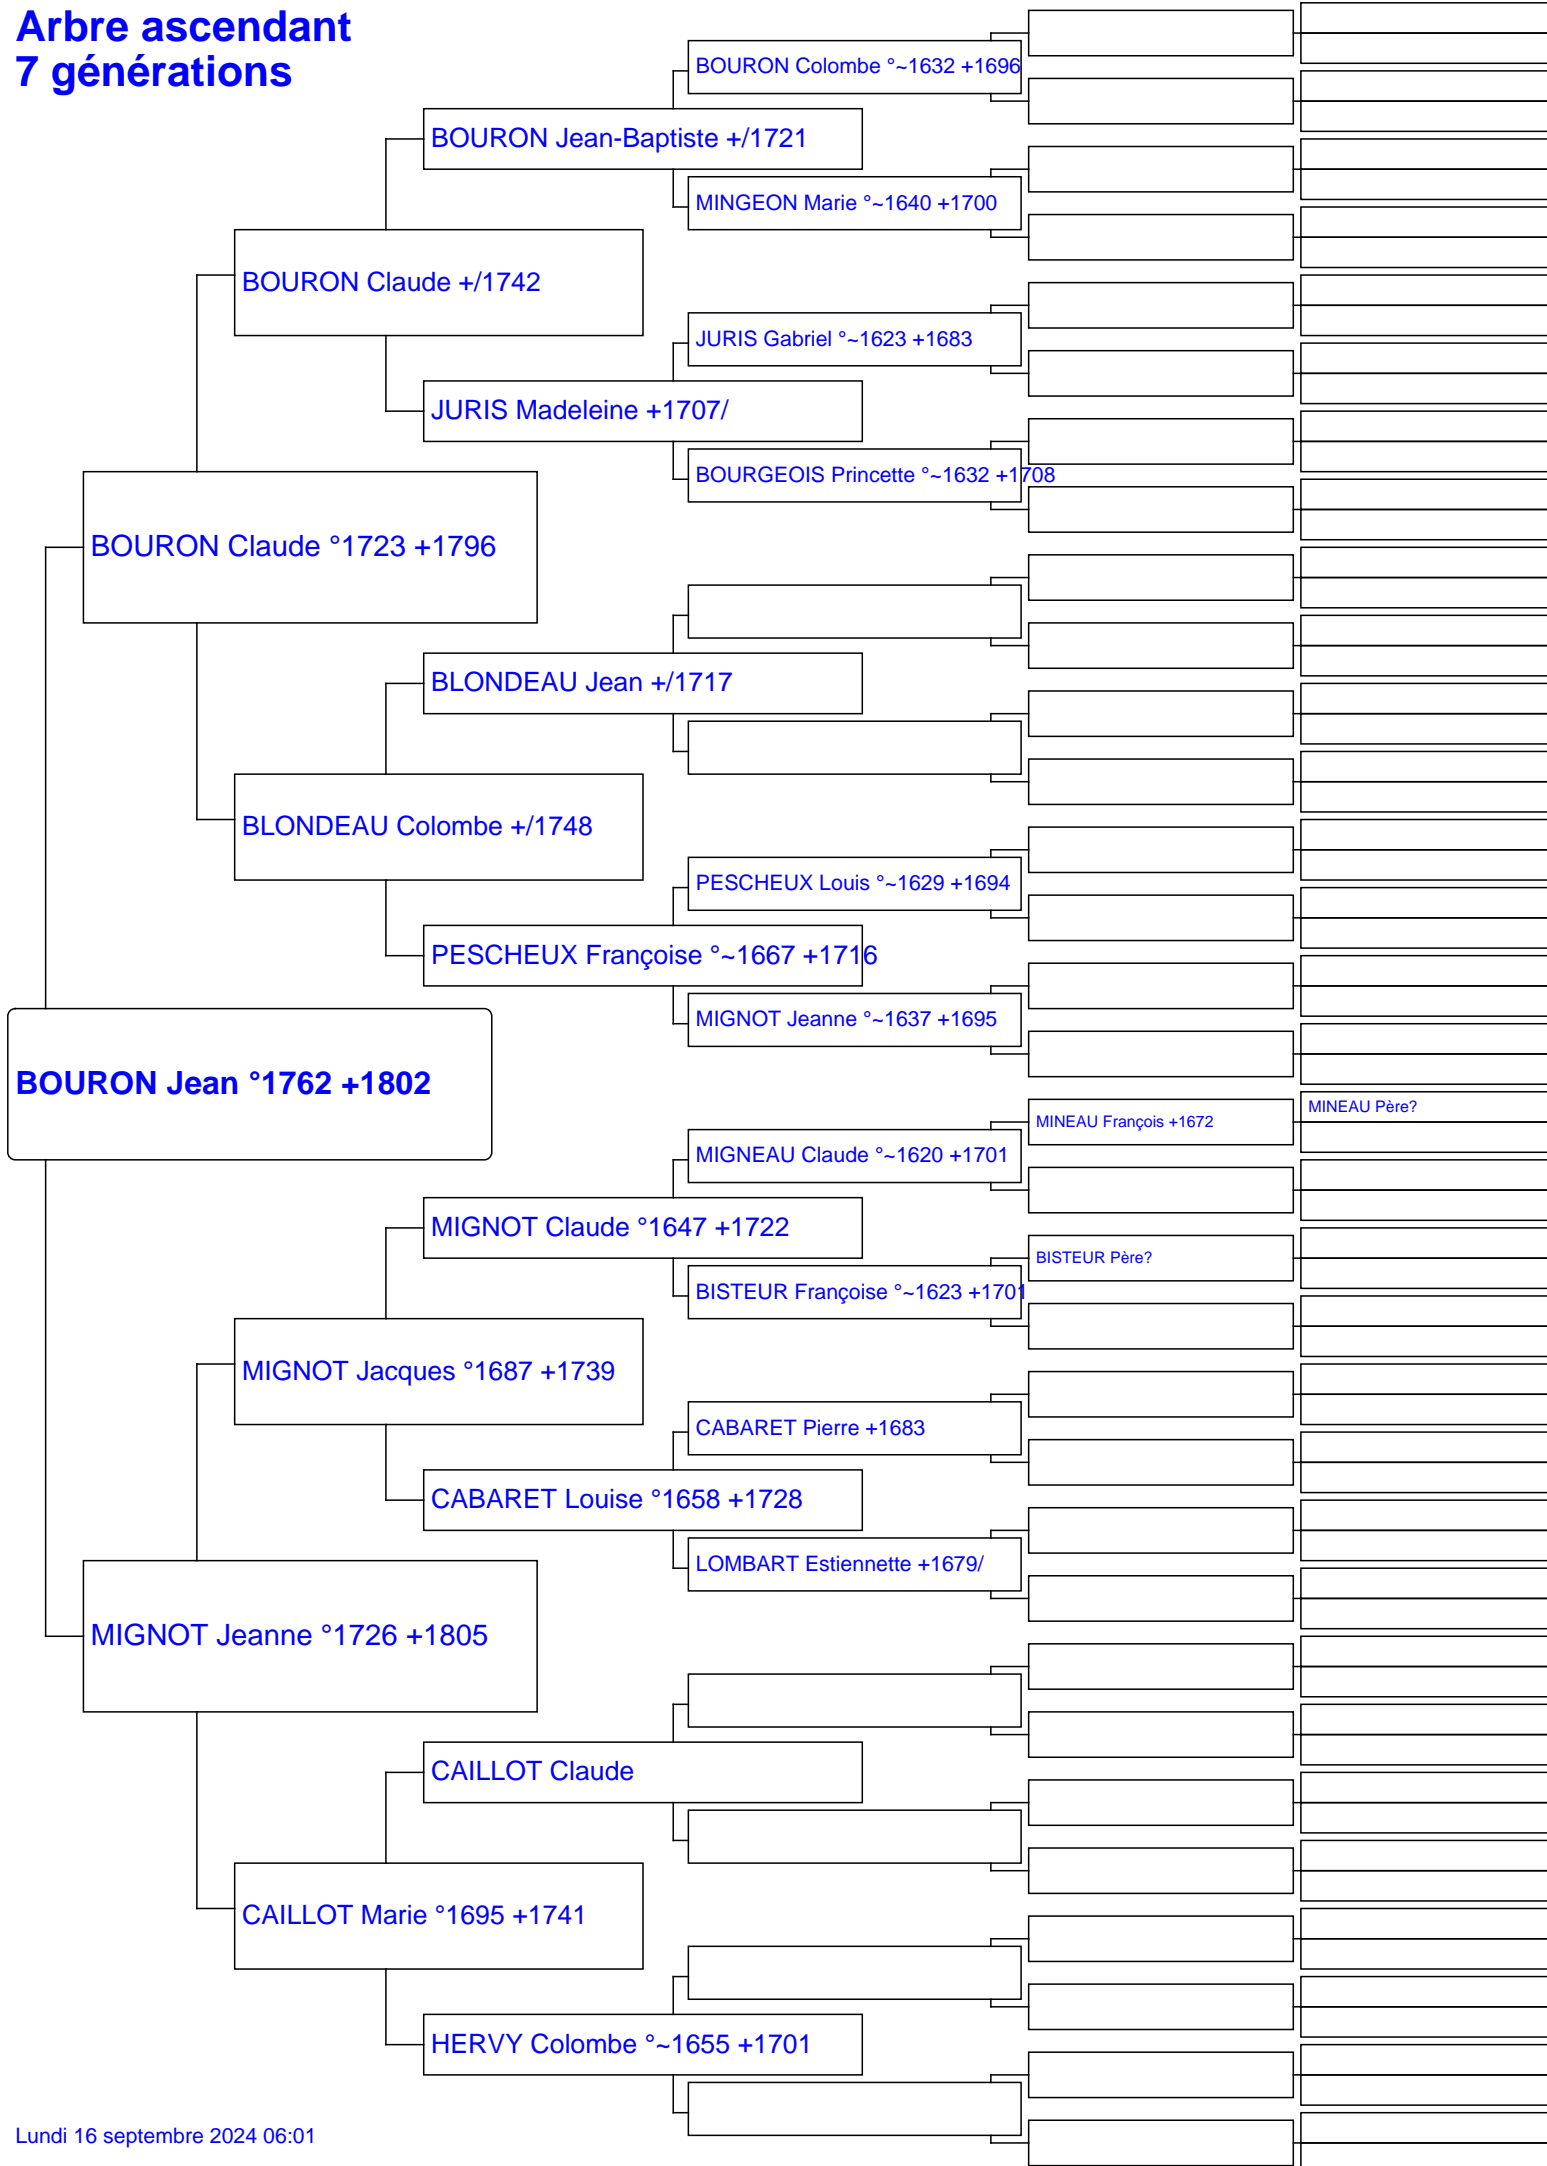 Arbre ascendant
7 générations
BOURON Colombe °~1632 +1696
BOURON Jean-Baptiste +/1721
MINGEON Marie °~1640 +1700
BOURON Claude +/1742
JURIS Gabriel °~1623 +1683
JURIS Madeleine +1707/
BOURGEOIS Princette °~1632 +1708
BOURON Claude °1723 +1796
BLONDEAU Jean +/1717
BLONDEAU Colombe +/1748
PESCHEUX Louis °~1629 +1694
PESCHEUX Françoise °~1667 +1716
MIGNOT Jeanne °~1637 +1695
BOURON Jean °1762 +1802
MINEAU Père?
MINEAU François +1672
MIGNEAU Claude °~1620 +1701
MIGNOT Claude °1647 +1722
BISTEUR Père?
BISTEUR Françoise °~1623 +1701
MIGNOT Jacques °1687 +1739
CABARET Pierre +1683
CABARET Louise °1658 +1728
LOMBART Estiennette +1679/
MIGNOT Jeanne °1726 +1805
CAILLOT Claude
CAILLOT Marie °1695 +1741
HERVY Colombe °~1655 +1701
Lundi 16 septembre 2024 06:01